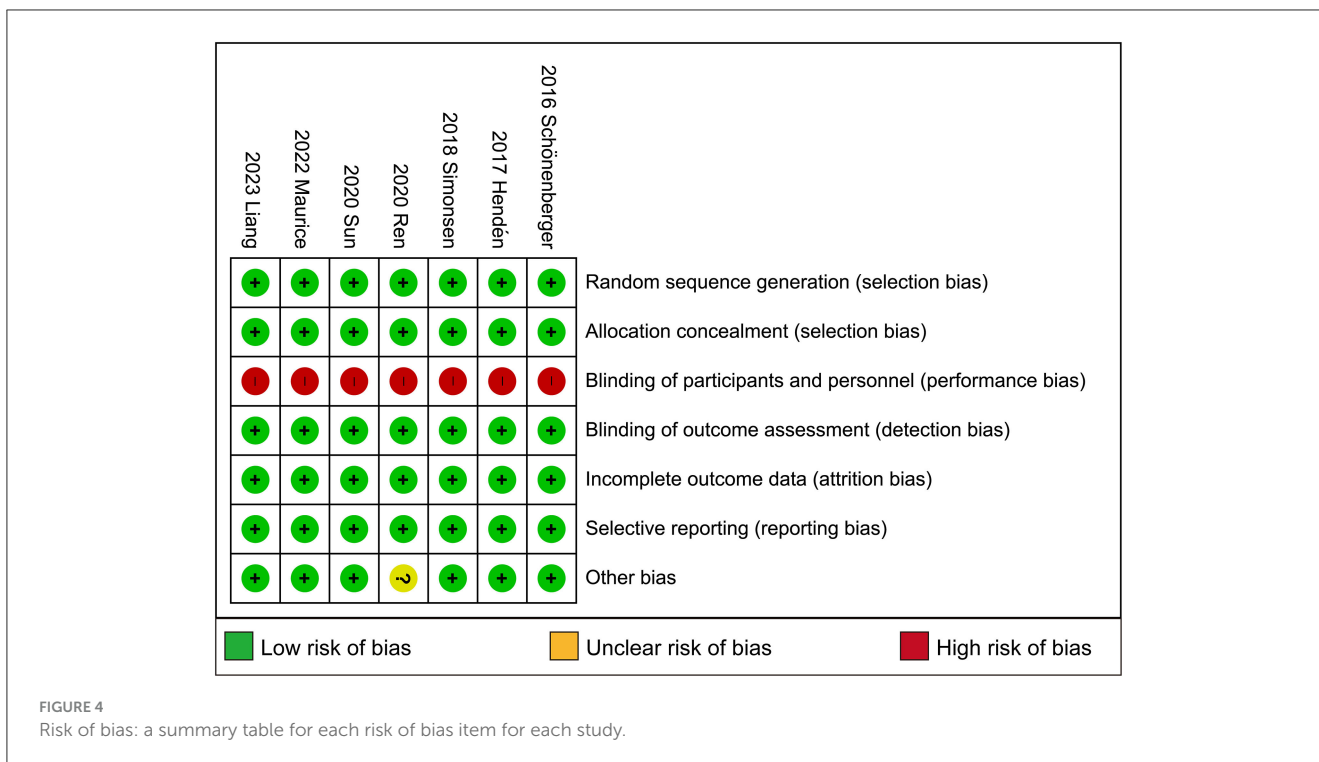 2023 Liang
2022 Maurice
2020 Sun
2020 Ren
2018 Simonsen
2017 Hendén
2016 Schönenberger
+ + + + + + + Random sequence generation (selection bias)
+ + + + + + + Allocation concealment (selection bias)
– – – – – – – Blinding of participants and personnel (performance bias)
+ + + + + + + Blinding of outcome assessment (detection bias)
+ + + + + + + Incomplete outcome data (attrition bias)
+ + + + + + + Selective reporting (reporting bias)
+ + + ? + + + Other bias
Low risk of bias Unclear risk of bias High risk of bias
FIGURE 4
Risk of bias: a summary table for each risk of bias item for each study.